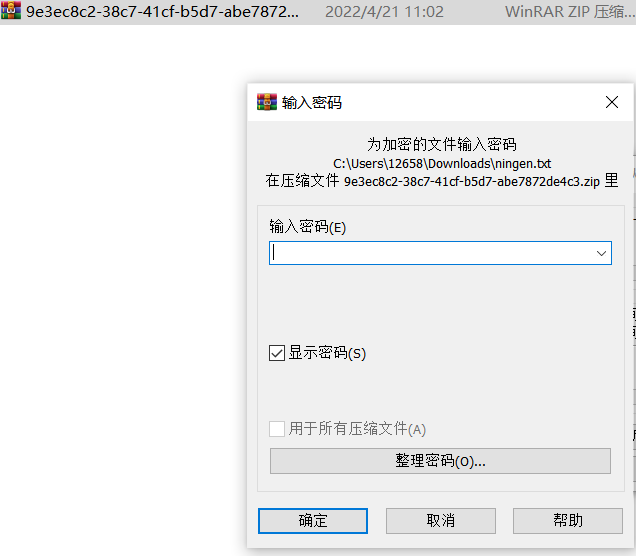 9e3ec8c2-38c7-41cf-b5d7-abe7872... 2022/4/21 11:02 WinRAR ZIP 压缩...
输入密码
为加密的文件输入密码
C:\Users\12658\Downloads\ningen.txt
在压缩文件 9e3ec8c2-38c7-41cf-b5d7-abe7872de4c3.zip 里
输入密码(E)
显示密码(S)
用于所有压缩文件(A)
整理密码(O)...
确定 取消 帮助